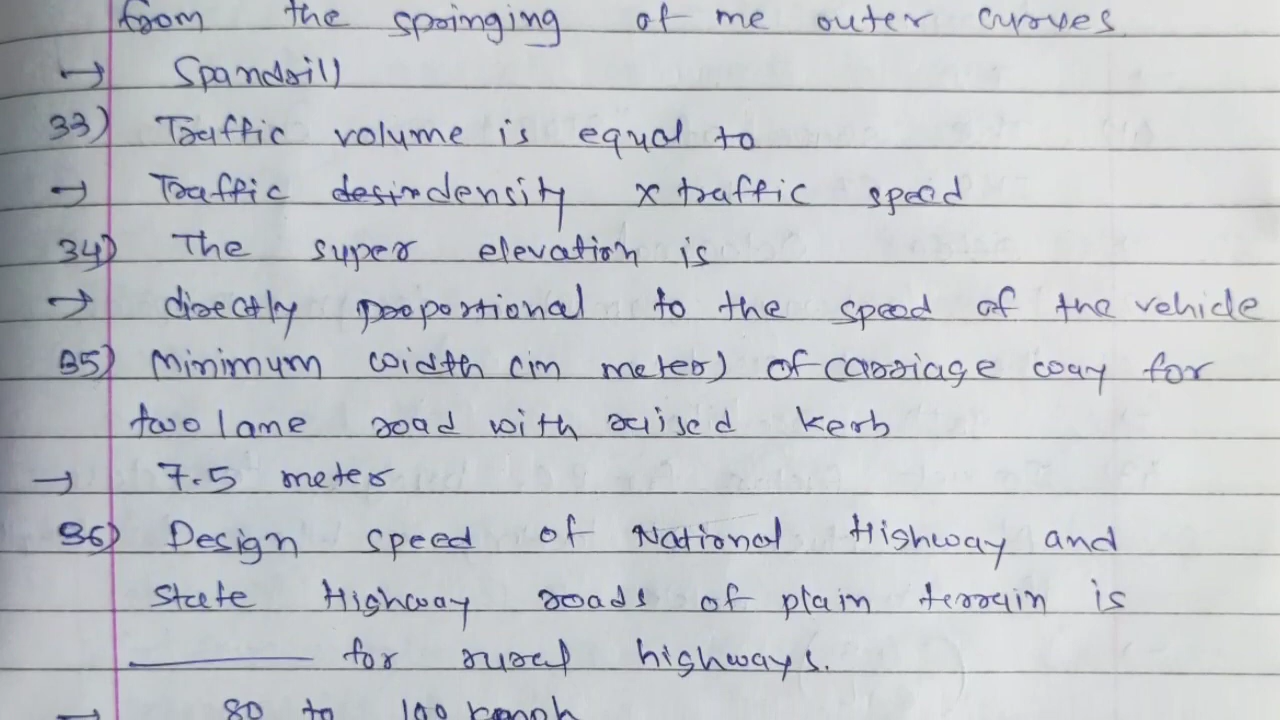 from the springing of me outer curves
→ Spandrill
33) Traffic volume is equal to
→ Traffic desindensity x traffic speed
34) The super elevation is
→ directly proportional to the speed of the vehicle
35) Minimum width (in meter) of carriage way for
two lane road with raised kerb
→ 7.5 meter
36) Design speed of National Highway and
State Highway roads of plain terrain is
______ for rural highways.
→ 80 to 100 kmph